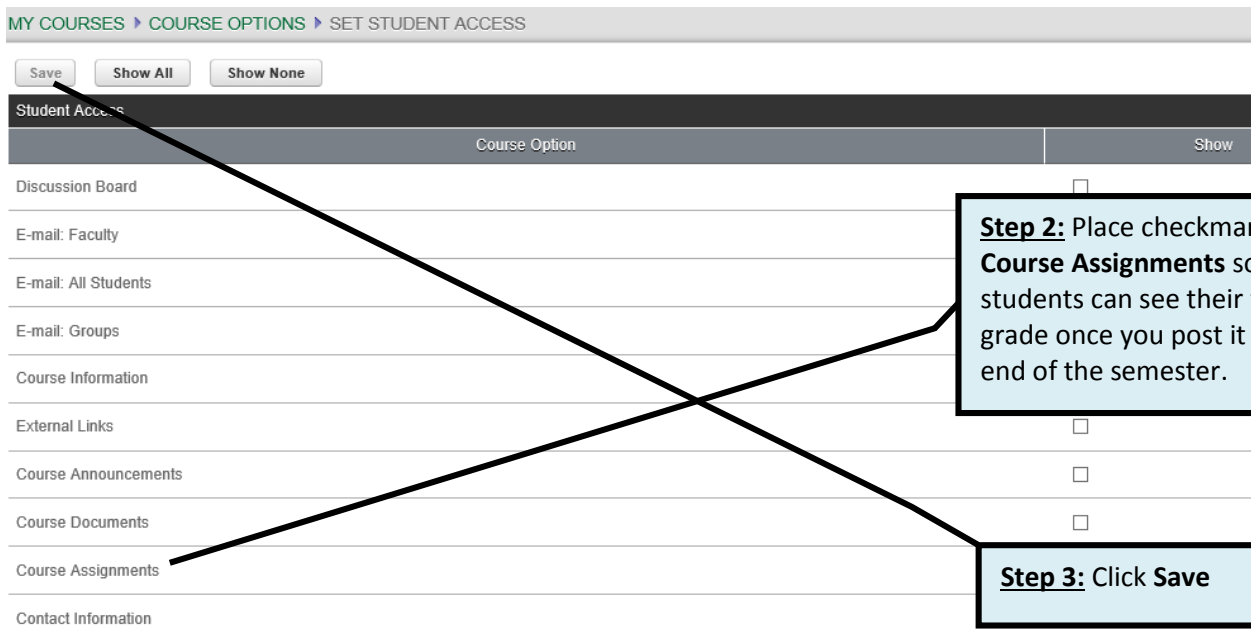 MY COURSES COURSE OPTIONS SET STUDENT ACCESS
Save Show All Show None
Student Access
Course Option Show
Discussion Board
E-mail: Faculty
E-mail: All Students
E-mail: Groups
Course Information
External Links
Course Announcements
Course Documents
Course Assignments
Contact Information
Step 2: Place
Course Assignments
students can see their
grade once you post it
end of the semester.
Step 3: Click Save